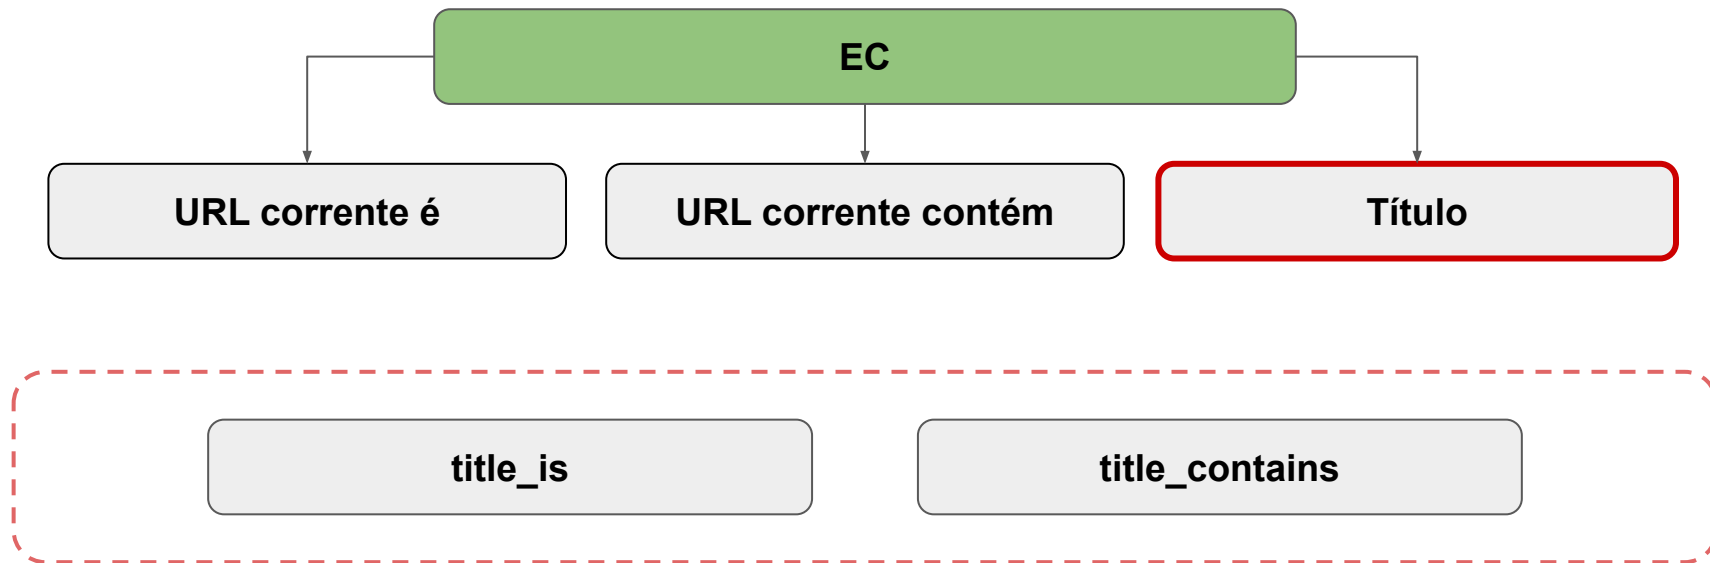 EC
URL corrente é
URL corrente contém
Título
title_is
title_contains